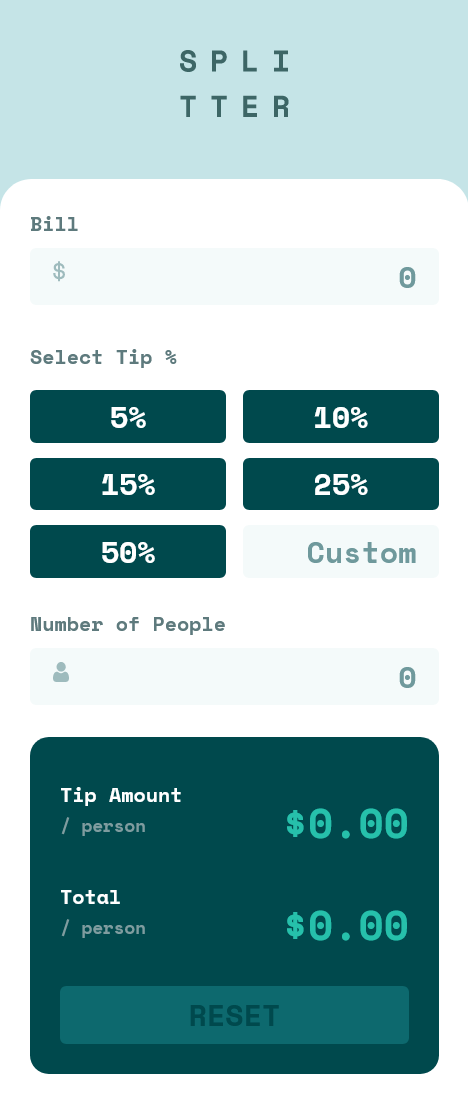 SPLI
TTER
Bill
$ 0
Select Tip %
5% 10%
15% 25%
50% Custom
Number of People
0
Tip Amount
/ person $0.00
Total
/ person $0.00
RESET